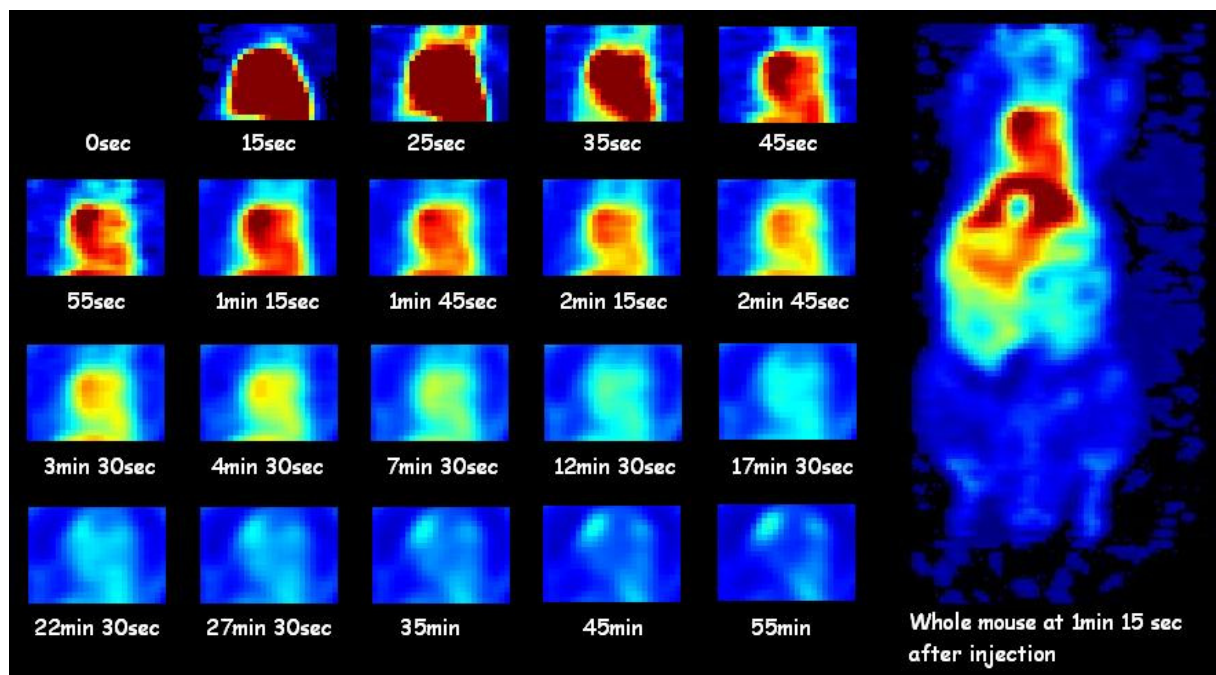 0sec
15sec
25sec
35sec
45sec
55sec
1min 15sec
1min 45sec
2min 15sec
2min 45sec
3min 30sec
4min 30sec
7min 30sec
12min 30sec
17min 30sec
22min 30sec
27min 30sec
35min
45min
55min
Whole mouse at 1min 15 sec
after injection